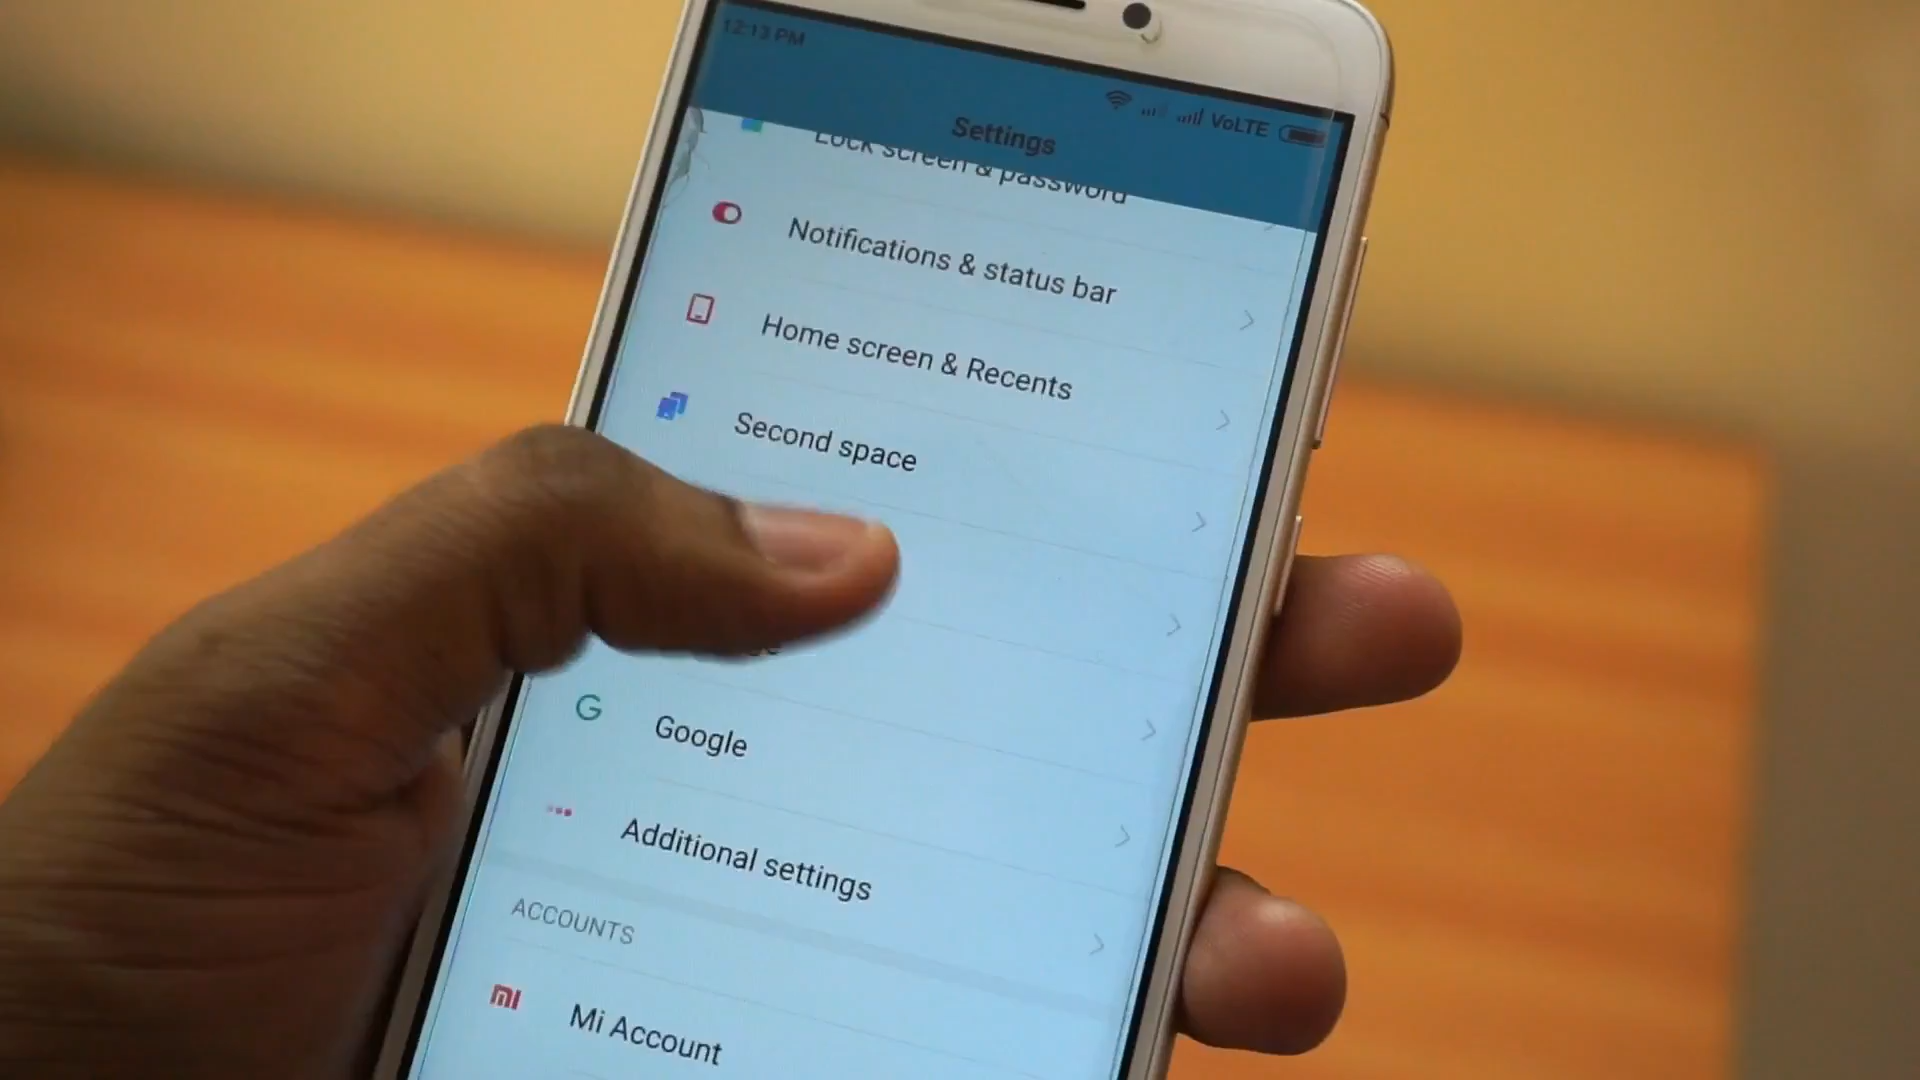 12:13 PM
VoLTE
Settings
Lock screen & password
Notifications & status bar
Home screen & Recents
Second space
Google
Additional settings
ACCOUNTS
Mi Account